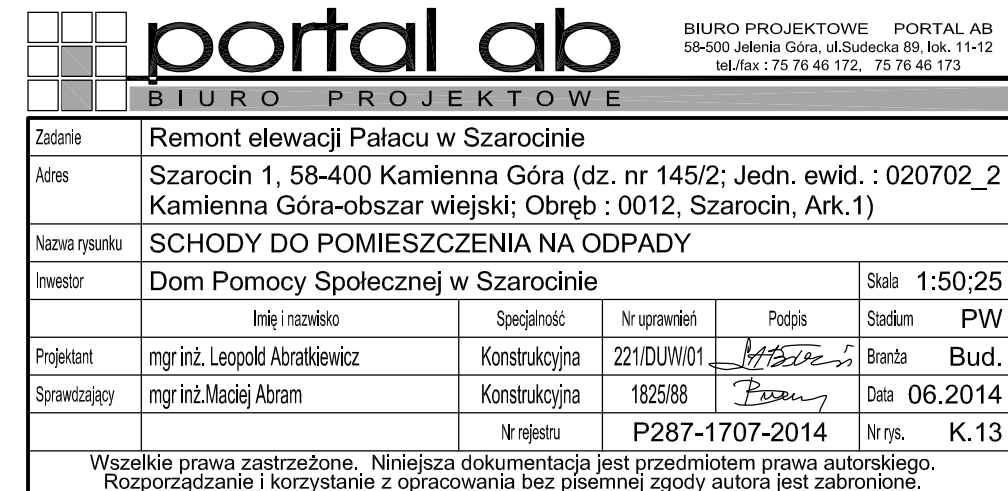 portal ab
BIURO PROJEKTOWE
BIURO PROJEKTOWE PORTAL AB
58-500 Jelenia Góra, ul.Sudecka 89, lok. 11-12
tel./fax : 75 76 46 172, 75 76 46 173
Zadanie Remont elewacji Pałacu w Szarocinie
Adres Szarocin 1, 58-400 Kamienna Góra (dz. nr 145/2; Jedn. ewid. : 020702_2
Kamienna Góra-obszar wiejski; Obręb : 0012, Szarocin, Ark.1)
Nazwa rysunku SCHODY DO POMIESZCZENIA NA ODPADY
Inwestor Dom Pomocy Społecznej w Szarocinie Skala 1:50;25
Imię i nazwisko Specjalność Nr uprawnień Podpis Stadium PW
Projektant mgr inż. Leopold Abratkiewicz Konstrukcyjna 221/DUW/01 Branża Bud.
Sprawdzający mgr inż.Maciej Abram Konstrukcyjna 1825/88 Data 06.2014
Nr rejestru P287-1707-2014 Nr rys. K.13
Wszelkie prawa zastrzeżone. Niniejsza dokumentacja jest przedmiotem prawa autorskiego.
Rozporządzanie i korzystanie z opracowania bez pisemnej zgody autora jest zabronione.